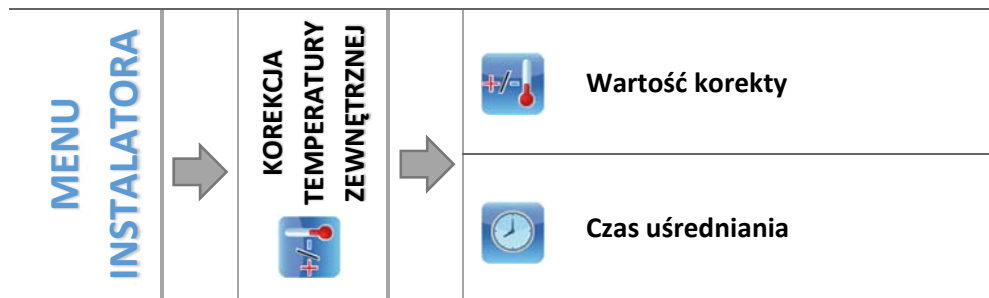 MENU
INSTALATORA
KOREKCJA
TEMPERATURY
ZEWNĘTRZNEJ
+/-
+/-
Wartość korekty
Czas uśredniania